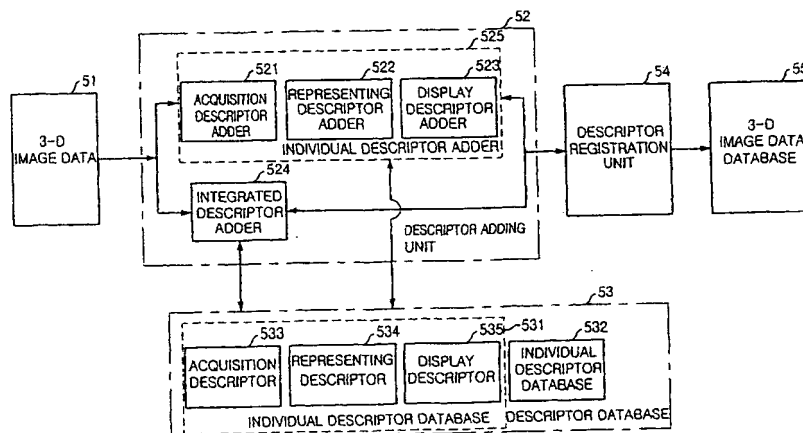 52
525
521
522
523
51
54
55
ACQUISITION
DESCRIPTOR
ADDER
REPRESENTING
DESCRIPTOR
ADDER
DISPLAY
DESCRIPTOR
ADDER
3-D
IMAGE DATA
DESCRIPTOR
REGISTRATION
UNIT
3-D
IMAGE DATA
DATABASE
INDIVIDUAL DESCRIPTOR ADDER
524
INTEGRATED
DESCRIPTOR
ADDER
DESCRIPTOR ADDING
UNIT
53
533
534
535
531
532
ACQUISITION
DESCRIPTOR
REPRESENTING
DESCRIPTOR
DISPLAY
DESCRIPTOR
INDIVIDUAL
DESCRIPTOR
DATABASE
INDIVIDUAL DESCRIPTOR DATABASE
DESCRIPTOR DATABASE